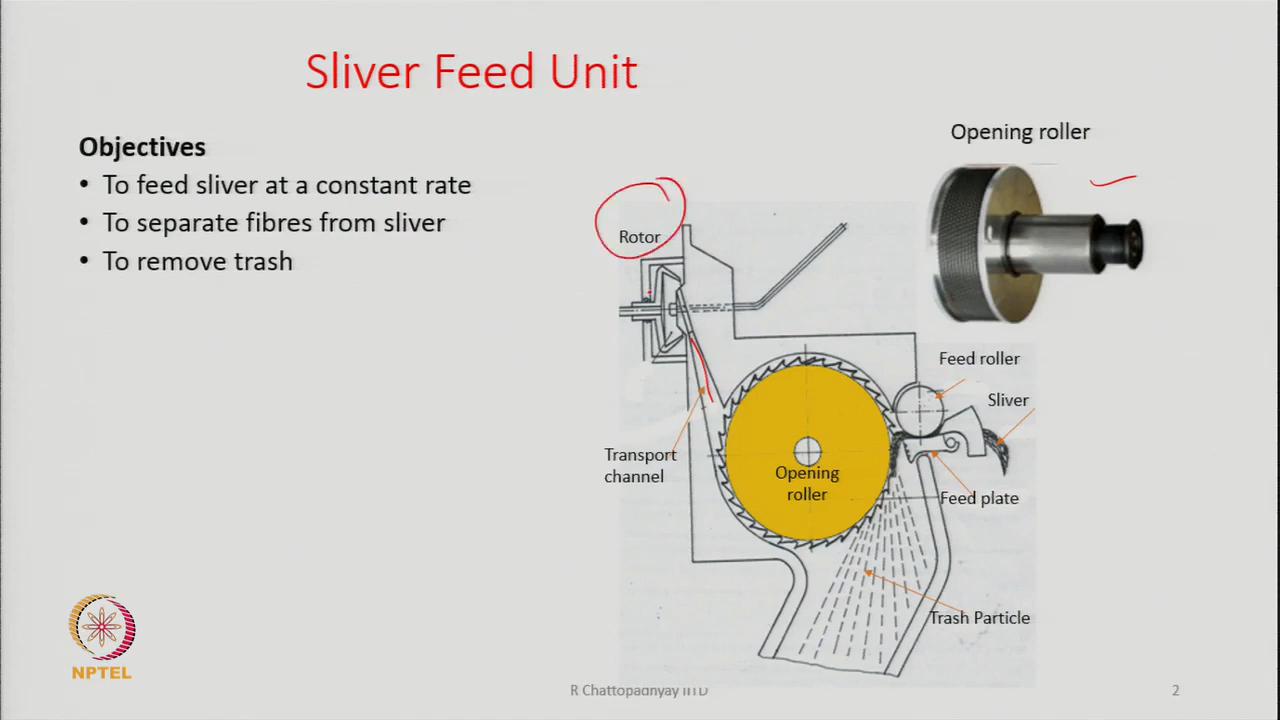 Sliver Feed Unit
Objectives
• To feed sliver at a constant rate
• To separate fibres from sliver
• To remove trash
Opening roller
Rotor
Feed roller
Sliver
Transport
channel
Opening
roller
Feed plate
Trash Particle
NPTEL
R Chattopadhyay IITD
2